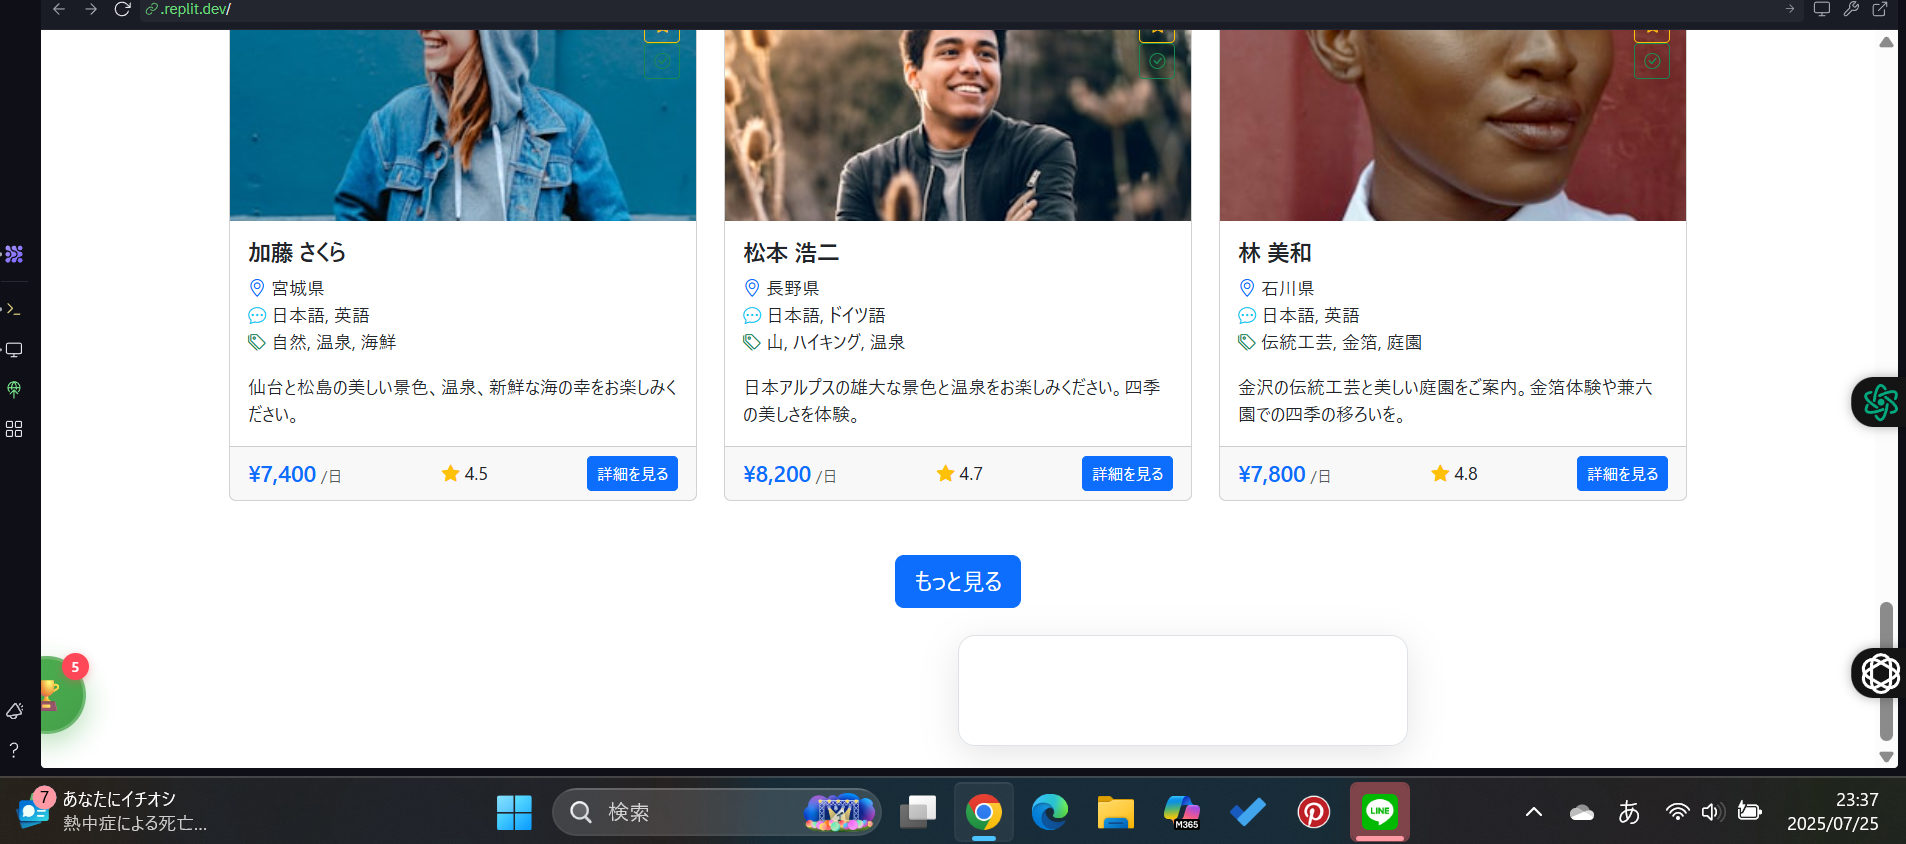 .replit.dev/
加藤 さくら
宮城県
日本語, 英語
自然, 温泉, 海鮮
仙台と松島の美しい景色、温泉、新鮮な海の幸をお楽しみく
ださい。
¥7,400 /日
4.5
詳細を見る
松本 浩二
長野県
日本語, ドイツ語
山, ハイキング, 温泉
日本アルプスの雄大な景色と温泉をお楽しみください。四季
の美しさを体験。
¥8,200 /日
4.7
詳細を見る
林 美和
石川県
日本語, 英語
伝統工芸, 金箔, 庭園
金沢の伝統工芸と美しい庭園をご案内。金箔体験や兼六
園での四季の移ろいを。
¥7,800 /日
4.8
詳細を見る
もっと見る
5
?
7
あなたにイチオシ
熱中症による死亡...
検索
M365
LINE
あ
23:37
2025/07/25